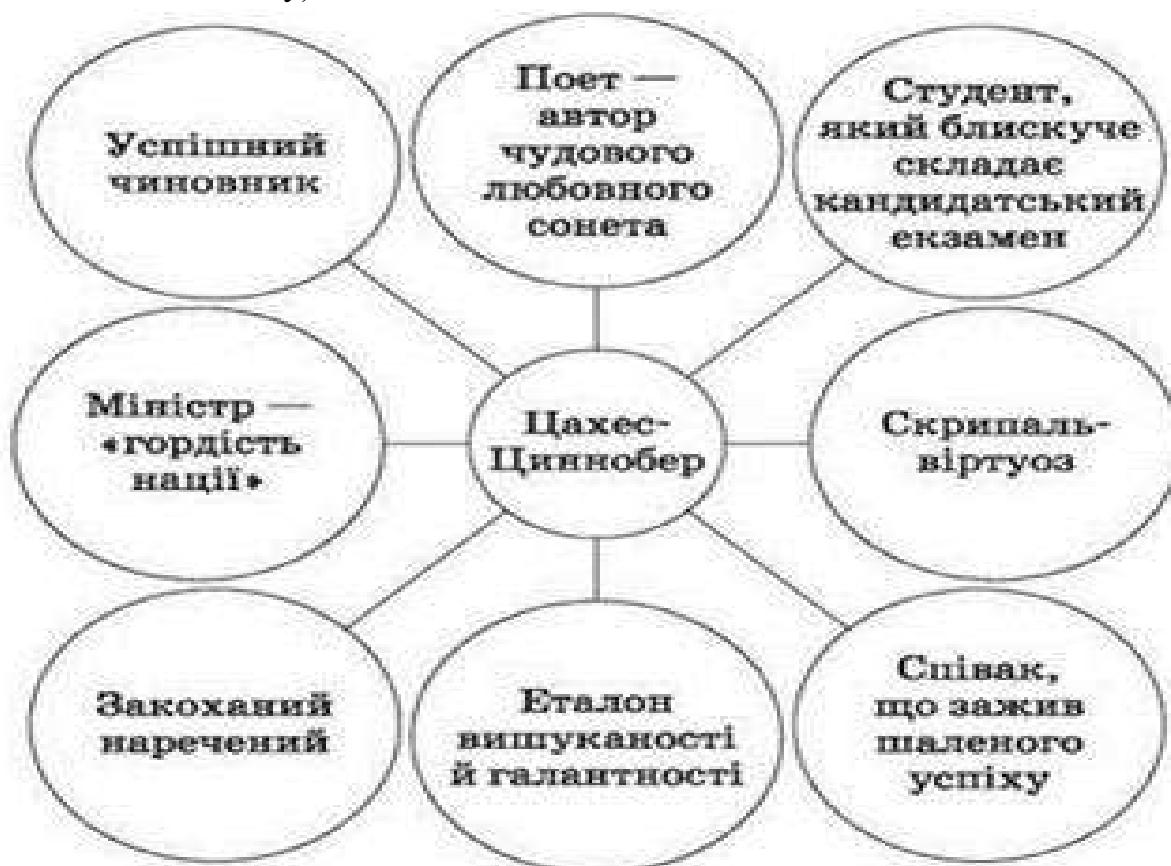 Успішний
чиновник
Поет —
автор
чудового
любовного
сонета
Студент,
який блискуче
складає
кандидатський
екзамен
Міністр —
«гордість
нації»
Цахес-
Циннобер
Скрипаль-
віртуоз
Закоханий
наречений
Еталон
вишуканості
й галантності
Співак,
що зажив
шаленого
успіху